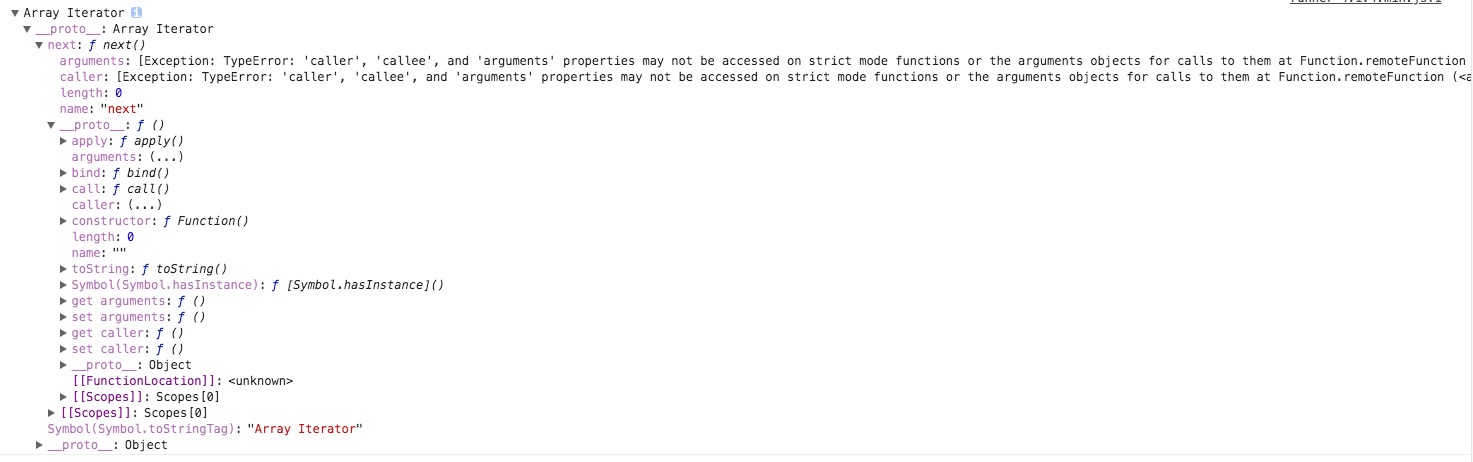 Array Iterator i
__proto__: Array Iterator
next: ƒ next()
arguments: [Exception: TypeError: 'caller', 'callee', and 'arguments' properties may not be accessed on strict mode functions or the arguments objects for calls to them at Function.remoteFunction
caller: [Exception: TypeError: 'caller', 'callee', and 'arguments' properties may not be accessed on strict mode functions or the arguments objects for calls to them at Function.remoteFunction (<a
length: 0
name: "next"
__proto__: ƒ ()
apply: ƒ apply()
arguments: (...)
bind: ƒ bind()
call: ƒ call()
caller: (...)
constructor: ƒ Function()
length: 0
name: ""
toString: ƒ toString()
Symbol(Symbol.hasInstance): ƒ [Symbol.hasInstance]()
get arguments: ƒ ()
set arguments: ƒ ()
get caller: ƒ ()
set caller: ƒ ()
__proto__: Object
[[FunctionLocation]]: <unknown>
[[Scopes]]: Scopes[0]
[[Scopes]]: Scopes[0]
Symbol(Symbol.toStringTag): "Array Iterator"
__proto__: Object